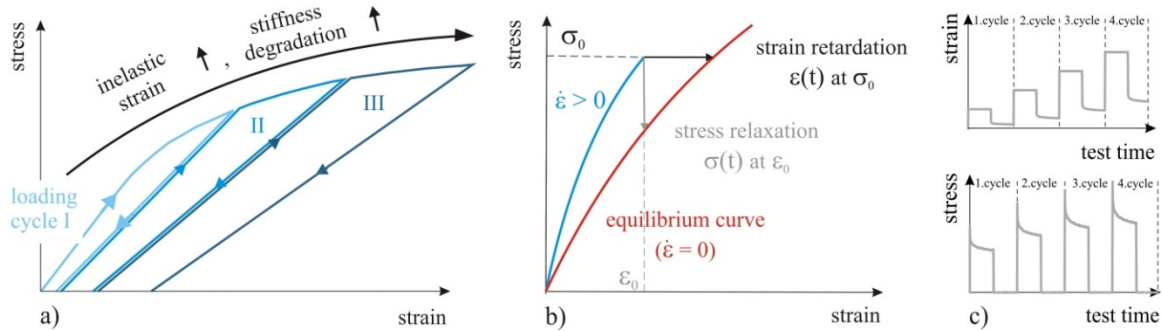 stress
inelastic
strain
↑ ,
stiffness
degradation ↑
II
III
loading
cycle I
a)
strain
stress
σ₀
ε̇ > 0
strain retardation
ε(t) at σ₀
stress relaxation
σ(t) at ε₀
equilibrium curve
(ε̇ = 0)
ε₀
b)
strain
strain
1.cycle 2.cycle 3.cycle 4.cycle
test time
stress
1.cycle 2.cycle 3.cycle 4.cycle
c)
test time